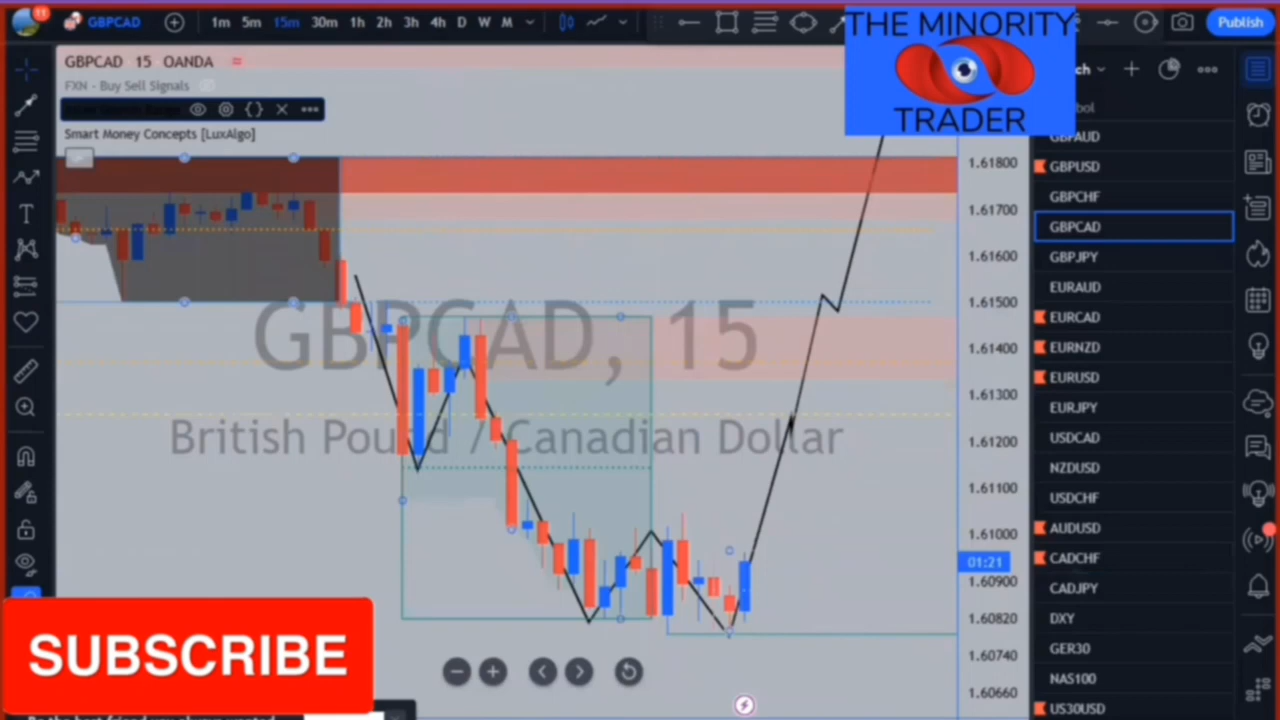 11
GBPCAD
1m 5m 15m 30m 1h 2h 3h 4h D W M
Publish
THE MINORITY
TRADER
GBPCAD 15 OANDA
FXN - Buy Sell Signals
Smart Money Concepts [LuxAlgo]
GBPCAD, 15
British Pound / Canadian Dollar
1.61800
1.61700
1.61600
1.61500
1.61400
1.61300
1.61200
1.61100
1.61000
01:21
1.60900
1.60820
1.60740
1.60660
ch
bol
GBPAUD
GBPUSD
GBPCHF
GBPCAD
GBPJPY
EURAUD
EURCAD
EURNZD
EURUSD
EURJPY
USDCAD
NZDUSD
USDCHF
AUDUSD
CADCHF
CADJPY
DXY
GER30
NAS100
US30USD
SUBSCRIBE